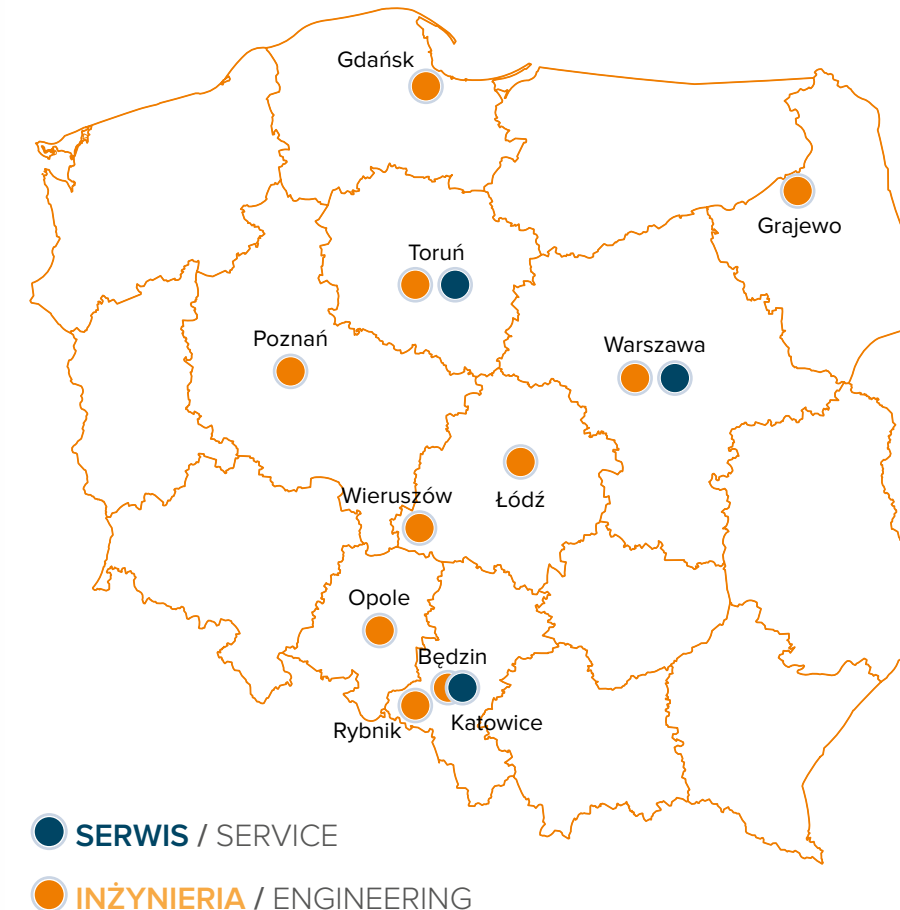 Gdańsk
Grajewo
Toruń
Poznań
Warszawa
Wieruszów
Łódź
Opole
Będzin
Katowice
Rybnik
SERWIS / SERVICE
INŻYNIERIA / ENGINEERING